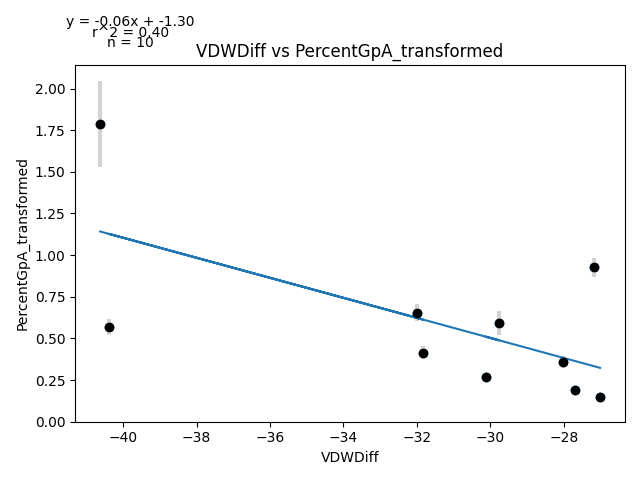 y = -0.06x + -1.30
r^2 = 0.40
n = 10
VDWDiff vs PercentGpA_transformed
2.00
1.75
1.50
1.25
1.00
0.75
0.50
0.25
0.00
PercentGpA_transformed
−40 −38 −36 −34 −32 −30 −28
VDWDiff